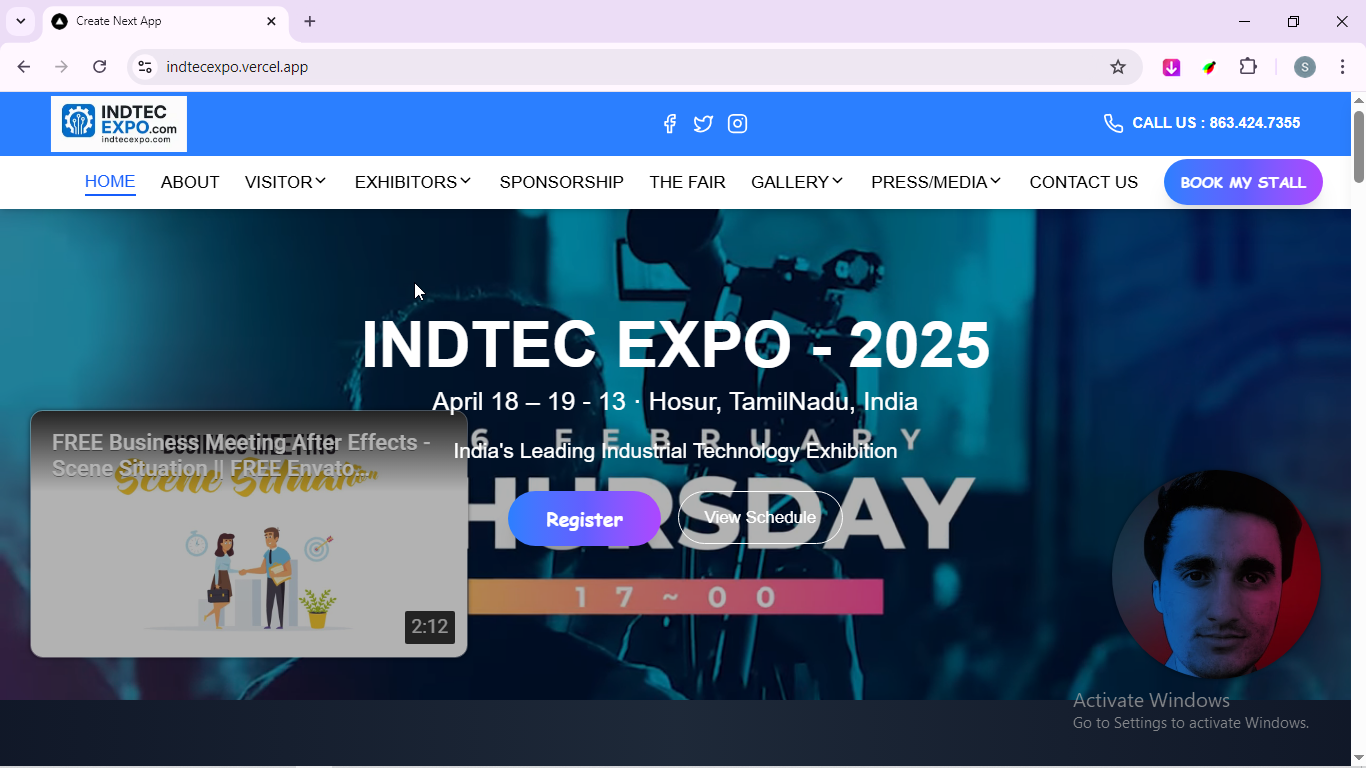 Create Next App
indtecexpo.vercel.app
S
INDTEC
EXPO.com
indtecexpo.com
CALL US : 863.424.7355
HOME ABOUT VISITOR EXHIBITORS SPONSORSHIP THE FAIR GALLERY PRESS/MEDIA CONTACT US BOOK MY STALL
INDTEC EXPO - 2025
April 18 – 19 - 13 · Hosur, TamilNadu, India
6 FEBRUARY
India's Leading Industrial Technology Exhibition
FREE Business Meeting After Effects -
Scene Situation || FREE Envato...
BUSINESS MEETING
Scene Situation
HURSDAY
Register
View Schedule
17~00
2:12
Activate Windows
Go to Settings to activate Windows.